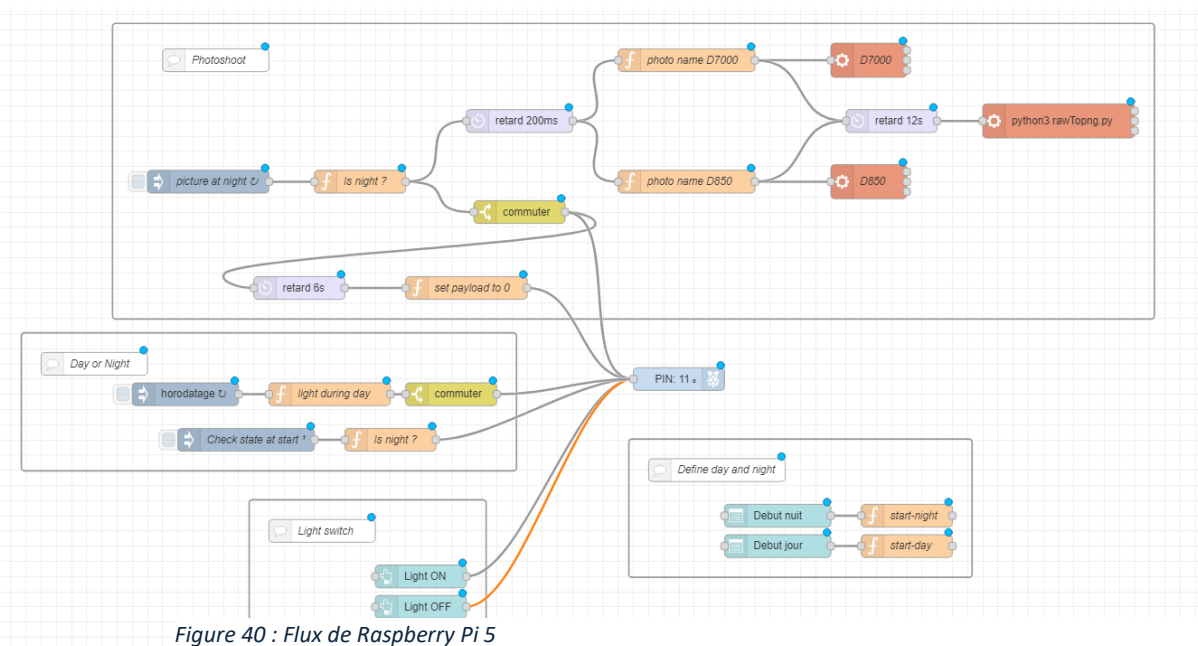 Photoshoot
photo name D7000
D7000
retard 200ms
retard 12s
python3 rawTopng.py
picture at night ↻
Is night ?
photo name D850
D850
commuter
retard 6s
set payload to 0
Day or Night
PIN: 11
horodatage ↻
light during day
commuter
Check state at start ¹
Is night ?
Define day and night
Debut nuit
start-night
Light switch
Debut jour
start-day
Light ON
Light OFF
Figure 40 : Flux de Raspberry Pi 5